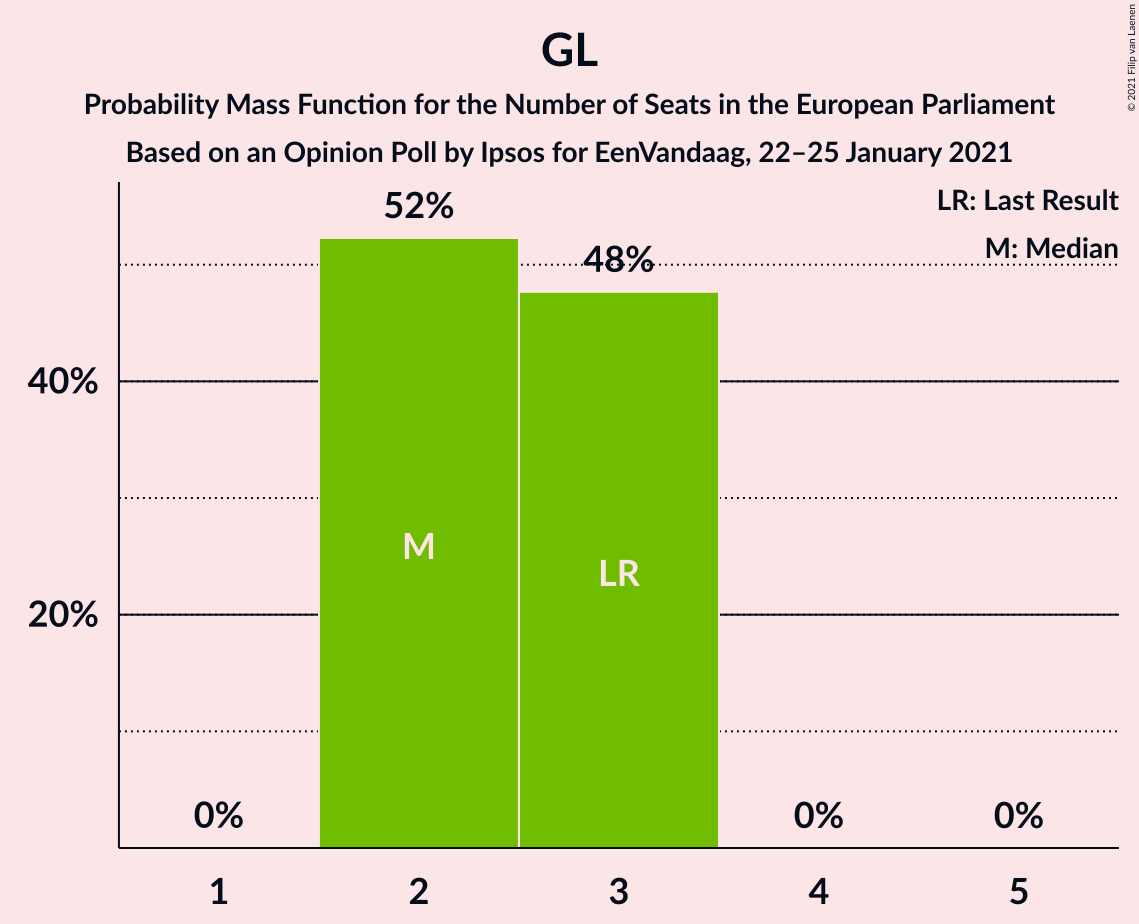 GL
Probability Mass Function for the Number of Seats in the European Parliament
Based on an Opinion Poll by Ipsos for EenVandaag, 22–25 January 2021
© 2021 Filip van Laenen
LR: Last Result
M: Median
52%
48%
40%
20%
M
LR
0%
0%
0%
1
2
3
4
5